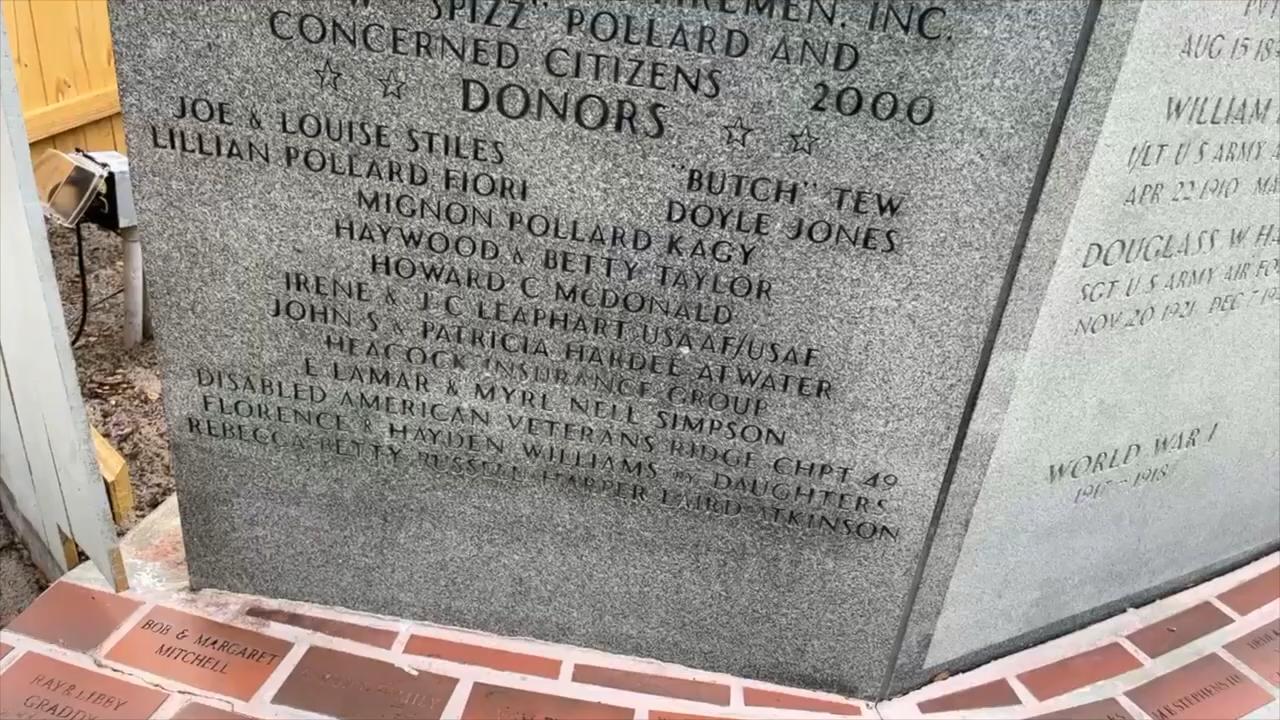 FIREMEN, INC.
"SPIZZ" POLLARD AND
CONCERNED CITIZENS 2000
DONORS
JOE & LOUISE STILES "BUTCH" TEW
LILLIAN POLLARD FIORI DOYLE JONES
MIGNON POLLARD KAGY
HAYWOOD & BETTY TAYLOR
HOWARD C MCDONALD
IRENE & J.C LEAPHART USAAF/USAF
JOHN S & PATRICIA HARDEE ATWATER
HEACOCK INSURANCE GROUP
E LAMAR & MYRL NELL SIMPSON
DISABLED AMERICAN VETERANS RIDGE CHPT 49
FLORENCE & HAYDEN WILLIAMS BY DAUGHTERS
REBECCA BETTY RUSSELL HARPER LAIRD ATKINSON
AUG 15 18
WILLIAM
1/LT U S ARMY
APR 22 1910
DOUGLASS W
SGT U S ARMY AIR
NOV 20 1921 DEC 7
WORLD WAR I
1917 - 1918
BOB & MARGARET
MITCHELL
RAY & LIBBY
GRADDY